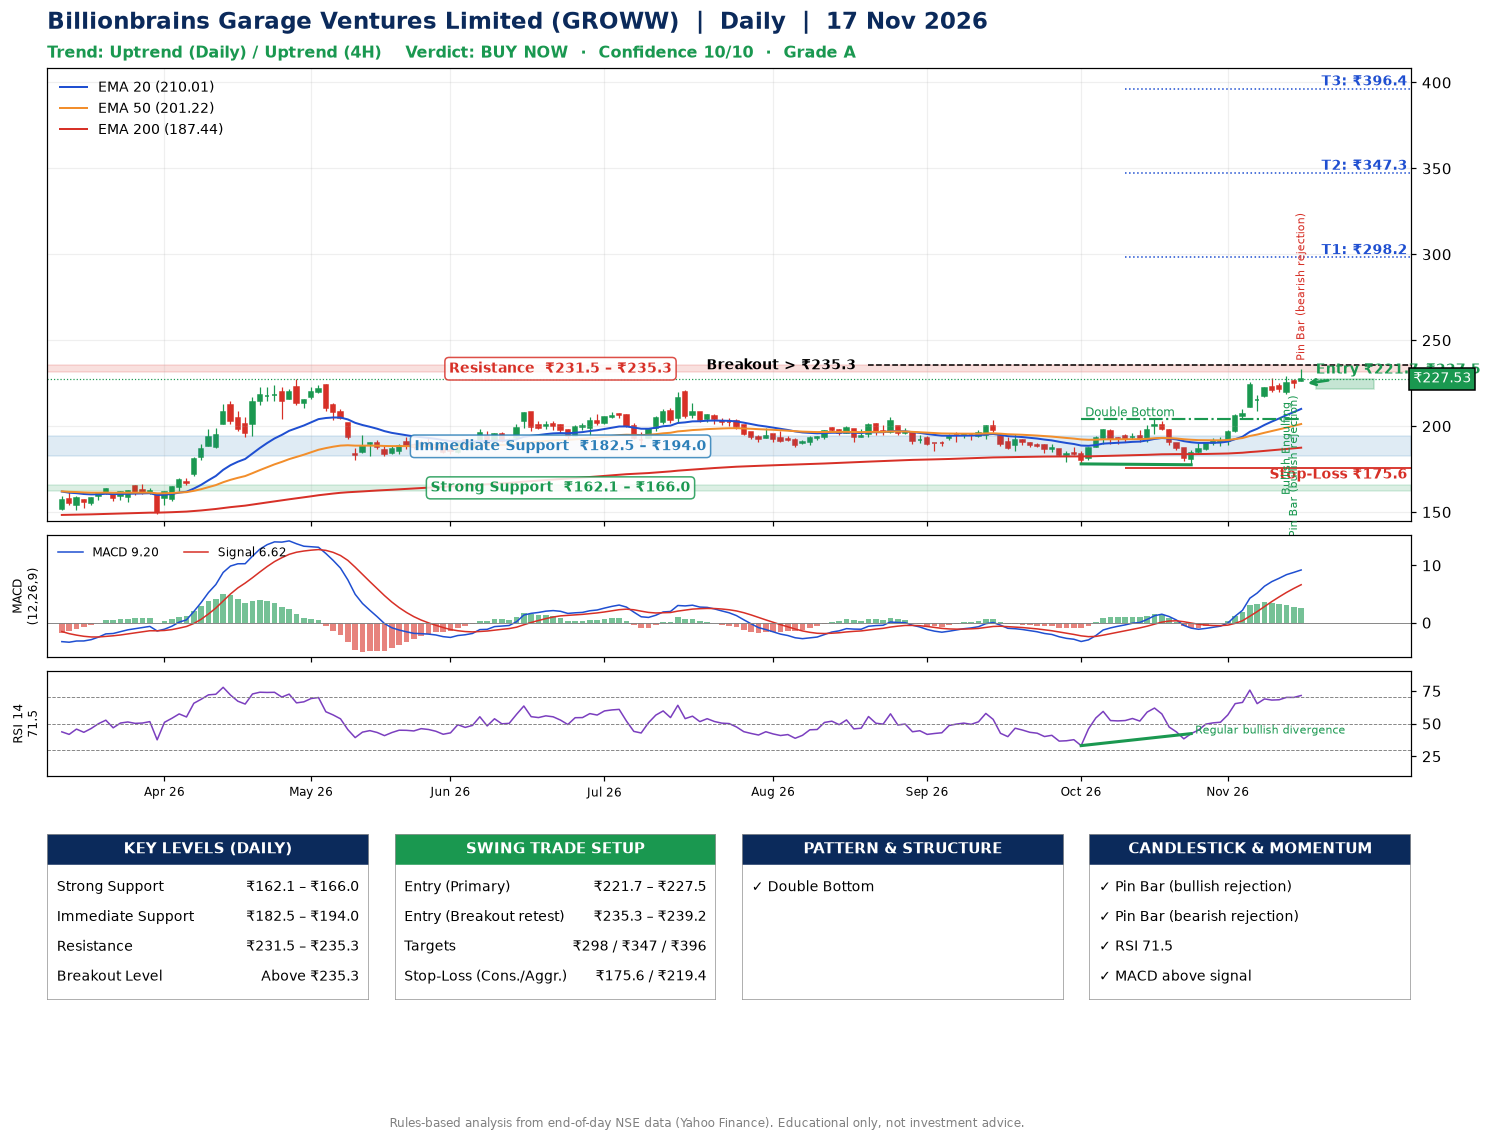 Billionbrains Garage Ventures Limited (GROWW)  |  Daily  |  17 Nov 2026
Trend: Uptrend (Daily) / Uptrend (4H)     Verdict: BUY NOW  ·  Confidence 10/10  ·  Grade A
EMA 20 (210.01)
EMA 50 (201.22)
EMA 200 (187.44)
T3: ₹396.4
T2: ₹347.3
T1: ₹298.2
400
350
300
250
200
150
Pin Bar (bearish rejection)
Resistance  ₹231.5 – ₹235.3
Breakout > ₹235.3
Entry ₹221.7
₹227.53
Double Bottom
Immediate Support  ₹182.5 – ₹194.0
Strong Support  ₹162.1 – ₹166.0
Stop-Loss ₹175.6
Pin Bar (bullish rejection)
MACD (12,26,9)
MACD 9.20
Signal 6.62
10
0
RSI 14
71.5
75
50
25
Regular bullish divergence
Apr 26
May 26
Jun 26
Jul 26
Aug 26
Sep 26
Oct 26
Nov 26
KEY LEVELS (DAILY)
Strong Support ₹162.1 – ₹166.0
Immediate Support ₹182.5 – ₹194.0
Resistance ₹231.5 – ₹235.3
Breakout Level Above ₹235.3
SWING TRADE SETUP
Entry (Primary) ₹221.7 – ₹227.5
Entry (Breakout retest) ₹235.3 – ₹239.2
Targets ₹298 / ₹347 / ₹396
Stop-Loss (Cons./Aggr.) ₹175.6 / ₹219.4
PATTERN & STRUCTURE
✓ Double Bottom
CANDLESTICK & MOMENTUM
✓ Pin Bar (bullish rejection)
✓ Pin Bar (bearish rejection)
✓ RSI 71.5
✓ MACD above signal
Rules-based analysis from end-of-day NSE data (Yahoo Finance). Educational only, not investment advice.